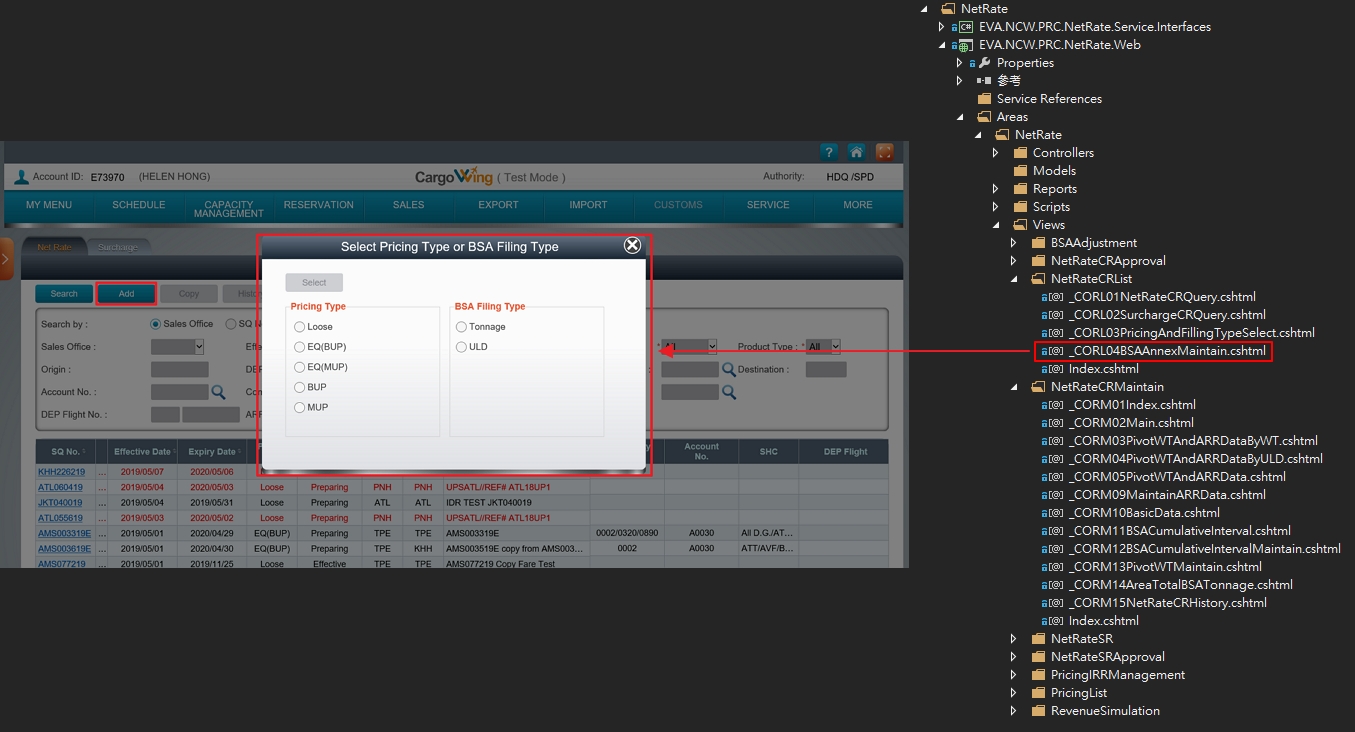 NetRate
EVA.NCW.PRC.NetRate.Service.Interfaces
EVA.NCW.PRC.NetRate.Web
Properties
參考
Service References
Areas
NetRate
Controllers
Models
Reports
Scripts
Views
BSAAdjustment
NetRateCRApproval
NetRateCRList
_CORL01NetRateCRQuery.cshtml
_CORL02SurchargeCRQuery.cshtml
_CORL03PricingAndFillingTypeSelect.cshtml
_CORL04BSAAnnexMaintain.cshtml
Index.cshtml
NetRateCRMaintain
_CORM01Index.cshtml
_CORM02Main.cshtml
_CORM03PivotWTAndARRDataByWT.cshtml
_CORM04PivotWTAndARRDataByULD.cshtml
_CORM05PivotWTAndARRData.cshtml
_CORM09MaintainARRData.cshtml
_CORM10BasicData.cshtml
_CORM11BSACumulativeInterval.cshtml
_CORM12BSACumulativeIntervalMaintain.cshtml
_CORM13PivotWTMaintain.cshtml
_CORM14AreaTotalBSATonnage.cshtml
_CORM15NetRateCRHistory.cshtml
Index.cshtml
NetRateSR
NetRateSRApproval
PricingIRRManagement
PricingList
RevenueSimulation
?
Account ID: E73970 (HELEN HONG) CargoWing ( Test Mode ) Authority: HDQ /SPD
MY MENU SCHEDULE CAPACITY MANAGEMENT RESERVATION SALES EXPORT IMPORT CUSTOMS SERVICE MORE
Net Rate Surcharge
Select Pricing Type or BSA Filing Type
Select
Pricing Type BSA Filing Type
Loose Tonnage
EQ(BUP) ULD
EQ(MUP)
BUP
MUP
Search Add Copy Histor
Search by : Sales Office SQ N
Sales Office : Effe * All Product Type : * All
Origin : DEP Destination :
Account No. : Con
DEP Flight No. : ARR
SQ No. Effective Date Expiry Date Account No. SHC DEP Flight
KHH226219 ... 2019/05/07 2020/05/06
ATL060419 ... 2019/05/04 2020/05/03 Loose Preparing PNH PNH UPSATL//REF# ATL18UP1
JKT040019 ... 2019/05/04 2019/05/31 Loose Preparing ATL ATL IDR TEST JKT040019
ATL055619 ... 2019/05/03 2020/05/02 Loose Preparing PNH PNH UPSATL//REF# ATL18UP1
AMS003319E ... 2019/05/01 2020/04/29 EQ(BUP) Preparing TPE TPE AMS003319E 0002/0320/0890 A0030 All D.G./AT...
AMS003619E ... 2019/05/01 2020/04/30 EQ(BUP) Preparing TPE KHH AMS003519E copy from AMS003... 0002 A0030 ATT/AVF/B...
AMS077219 ... 2019/05/01 2019/11/25 Loose Effective TPE TPE AMS077219 Copy Fare Test